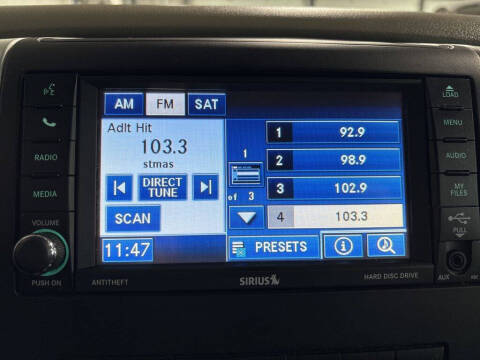 AM FM SAT
Adlt Hit
103.3
stmas
DIRECT
TUNE
SCAN
11:47
1
of 3
1 92.9
2 98.9
3 102.9
4 103.3
PRESETS
RADIO
MEDIA
VOLUME
PUSH ON
ANTITHEFT
SIRIUS
HARD DISC DRIVE
LOAD
MENU
AUDIO
MY
FILES
PULL
AUX